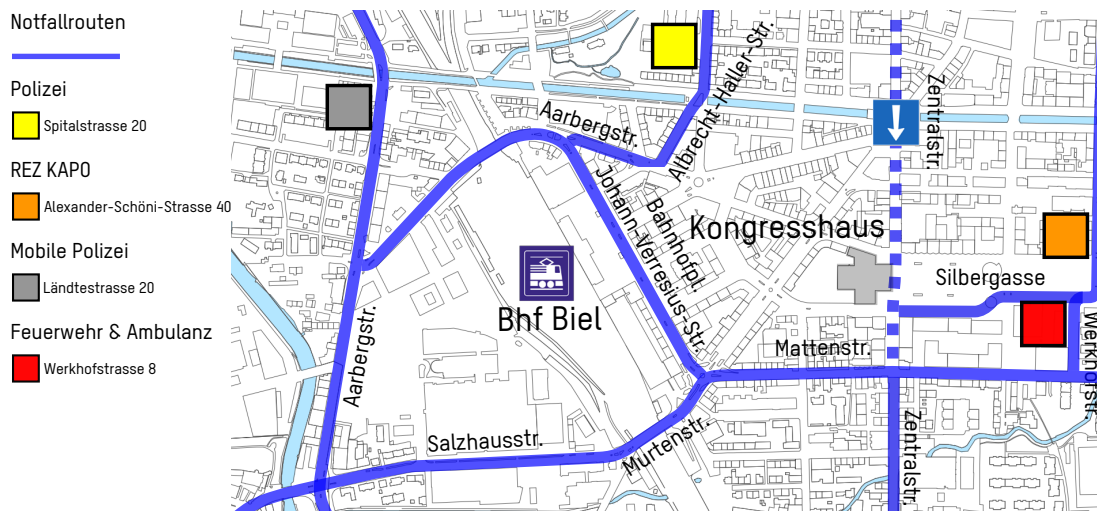 Notfallrouten
Polizei
Spitalstrasse 20
REZ KAPO
Alexander-Schöni-Strasse 40
Mobile Polizei
Ländtestrasse 20
Feuerwehr & Ambulanz
Werkhofstrasse 8
Aarbergstr.
Albrecht-Haller-Str.
Zentralstr.
Johann-Verresius-Str.
Bahnhofpl.
Kongresshaus
Silbergasse
Bhf Biel
Aarbergstr.
Mattenstr.
Werkhofstr.
Salzhausstr.
Murtenstr.
Zentralstr.